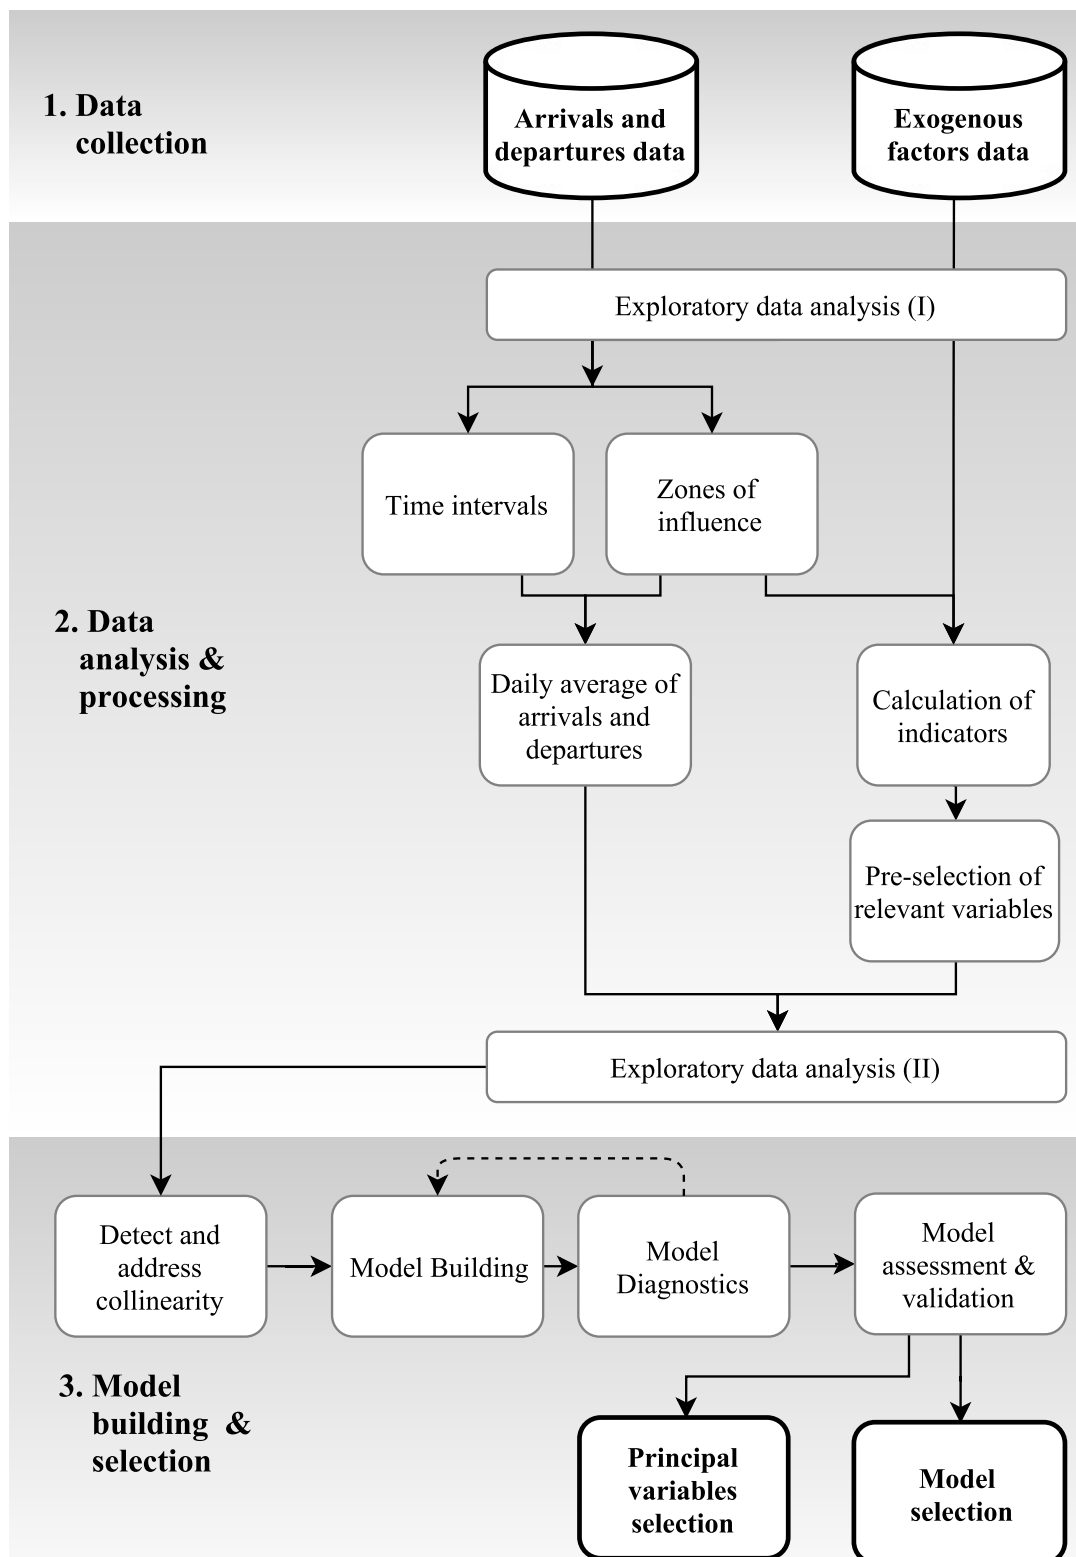 1. Data
collection
Arrivals and
departures data
Exogenous
factors data
Exploratory data analysis (I)
Time intervals
Zones of
influence
2. Data
analysis &
processing
Daily average of
arrivals and
departures
Calculation of
indicators
Pre-selection of
relevant variables
Exploratory data analysis (II)
Detect and
address
collinearity
Model Building
Model
Diagnostics
Model
assessment &
validation
3. Model
building &
selection
Principal
variables
selection
Model
selection